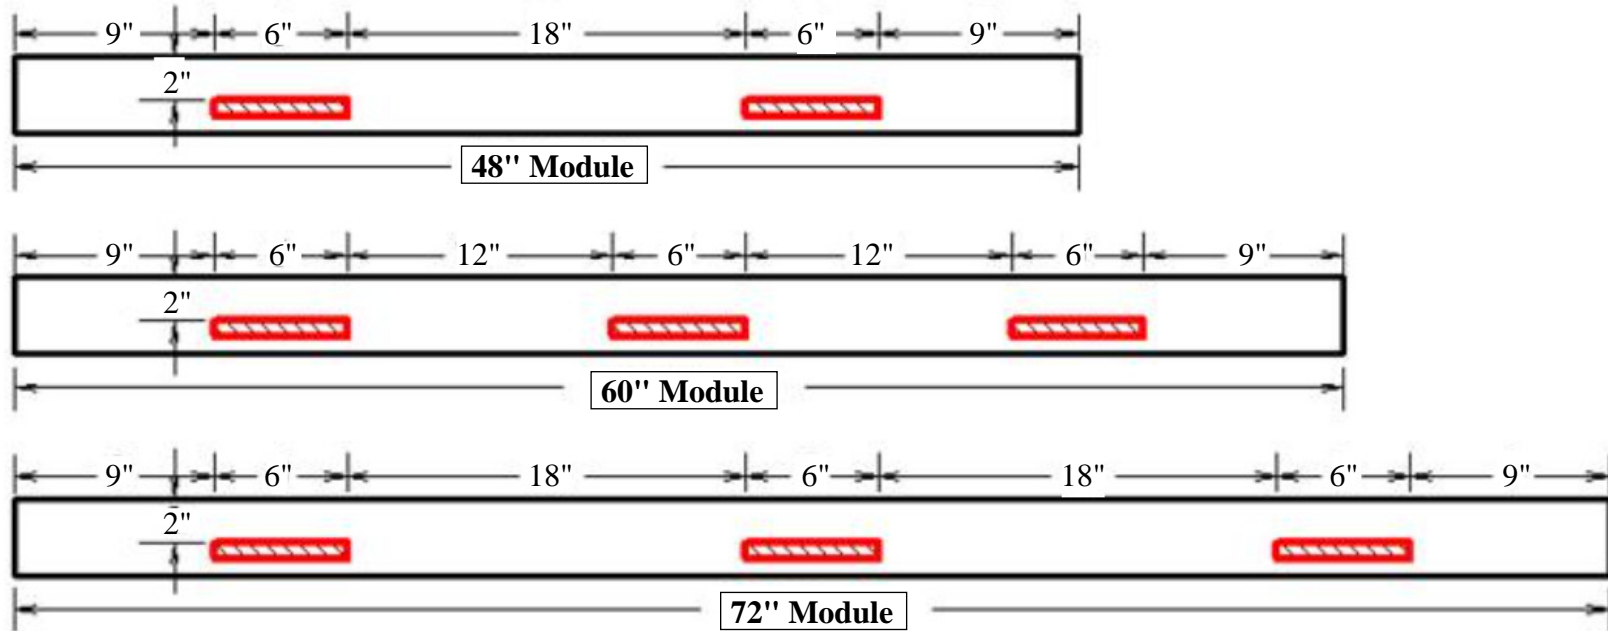 9" 6" 18" 6" 9"
2"
48" Module
9" 6" 12" 6" 12" 6" 9"
2"
60" Module
9" 6" 18" 6" 18" 6" 9"
2"
72" Module